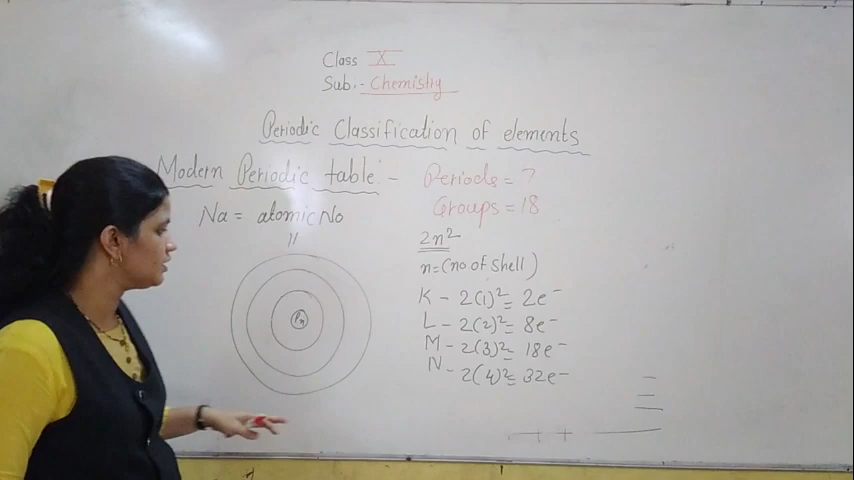 Class X
Sub. - Chemistry
Periodic Classification of elements
Modern Periodic table: - Periods = 7
Groups = 18
Na = atomic No
11
2n²
n = (no of shell)
K - 2(1)² = 2e⁻
L - 2(2)² = 8e⁻
M - 2(3)² = 18e⁻
N - 2(4)² = 32e⁻